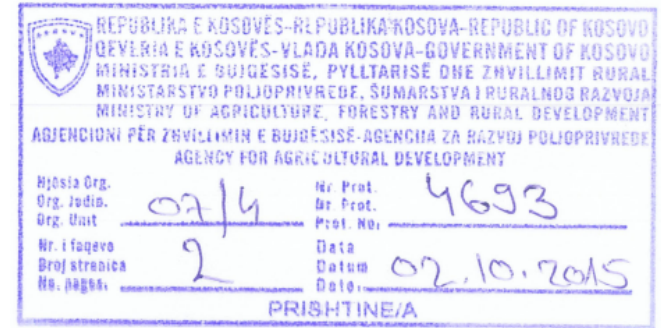 REPUBLIKA E KOSOVËS-REPUBLIKA KOSOVA-REPUBLIC OF KOSOVO
QEVERIA E KOSOVËS-VLADA KOSOVA-GOVERNMENT OF KOSOVO
MINISTRIA E BUJQËSISË, PYLLTARISË DHE ZHVILLIMIT RURAL
MINISTARSTVO POLJOPRIVREDE, ŠUMARSTVA I RURALNOG RAZVOJA
MINISTRY OF AGRICULTURE, FORESTRY AND RURAL DEVELOPMENT
AGJENCIONI PËR ZHVILLIMIN E BUJQËSISË-AGENCIJA ZA RAZVOJ POLJOPRIVREDE
AGENCY FOR AGRICULTURAL DEVELOPMENT
Njësia Org. Nr. Prot.
Org. Jedin. 07/4 Br. Prot. 4693
Org. Unit Prot. No:
Nr. i faqeve Data
Broj stranica 2 Datum 02.10.2015
No. pages: Date:
PRISHTINE/A